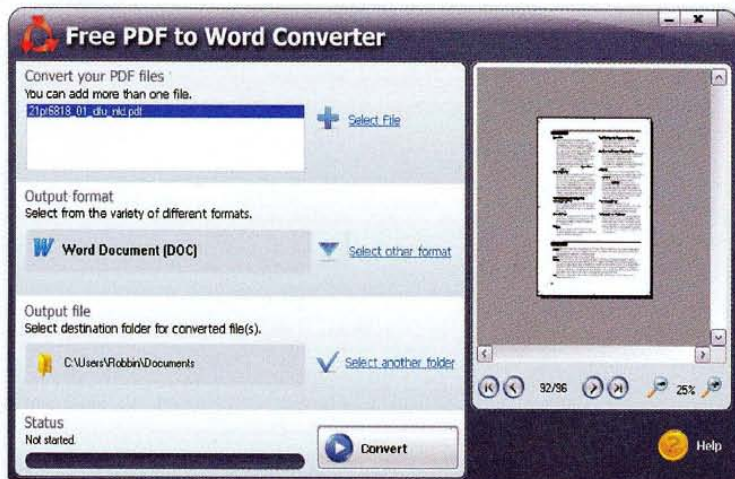 Free PDF to Word Converter
Convert your PDF files
You can add more than one file.
21pt6818_01_dfu_nld.pdf
Select File
Output format
Select from the variety of different formats.
W Word Document (DOC)
Select other format
Output file
Select destination folder for converted file(s).
C:\Users\Robbin\Documents
Select another folder
Status
Not started.
Convert
92/96
25%
Help